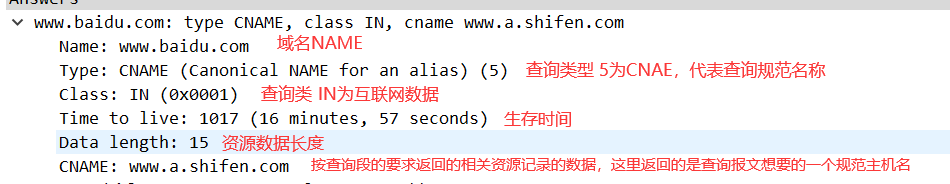 Answers
www.baidu.com: type CNAME, class IN, cname www.a.shifen.com
Name: www.baidu.com 域名NAME
Type: CNAME (Canonical NAME for an alias) (5) 查询类型 5为CNAE，代表查询规范名称
Class: IN (0x0001) 查询类 IN为互联网数据
Time to live: 1017 (16 minutes, 57 seconds) 生存时间
Data length: 15 资源数据长度
CNAME: www.a.shifen.com 按查询段的要求返回的相关资源记录的数据，这里返回的是查询报文想要的一个规范主机名